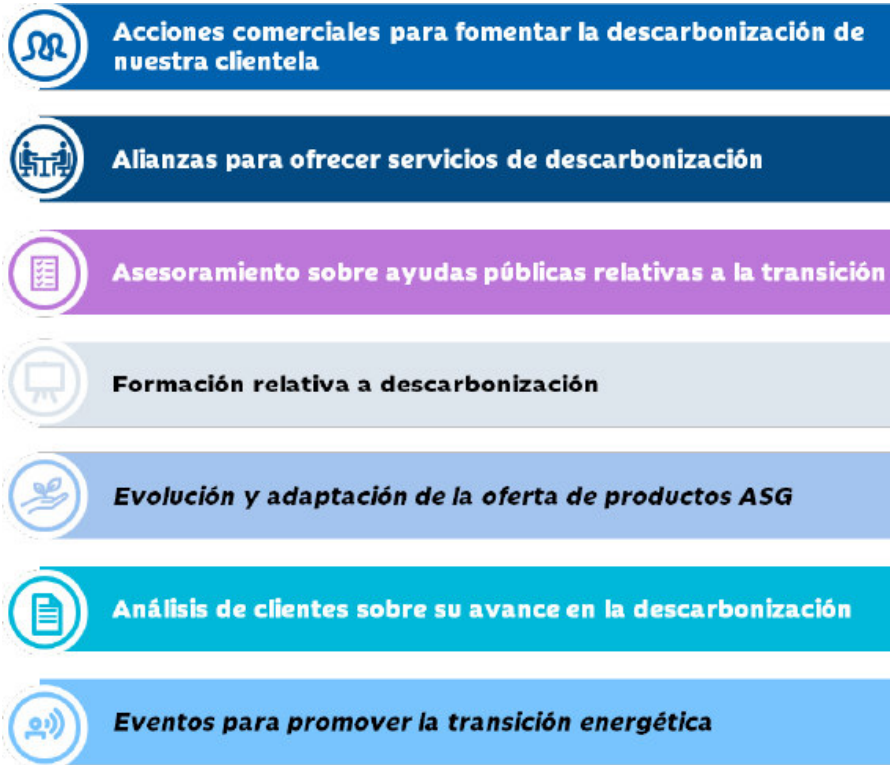 Acciones comerciales para fomentar la descarbonización de
nuestra clientela
Alianzas para ofrecer servicios de descarbonización
Asesoramiento sobre ayudas públicas relativas a la transición
Formación relativa a descarbonización
Evolución y adaptación de la oferta de productos ASG
Análisis de clientes sobre su avance en la descarbonización
Eventos para promover la transición energética